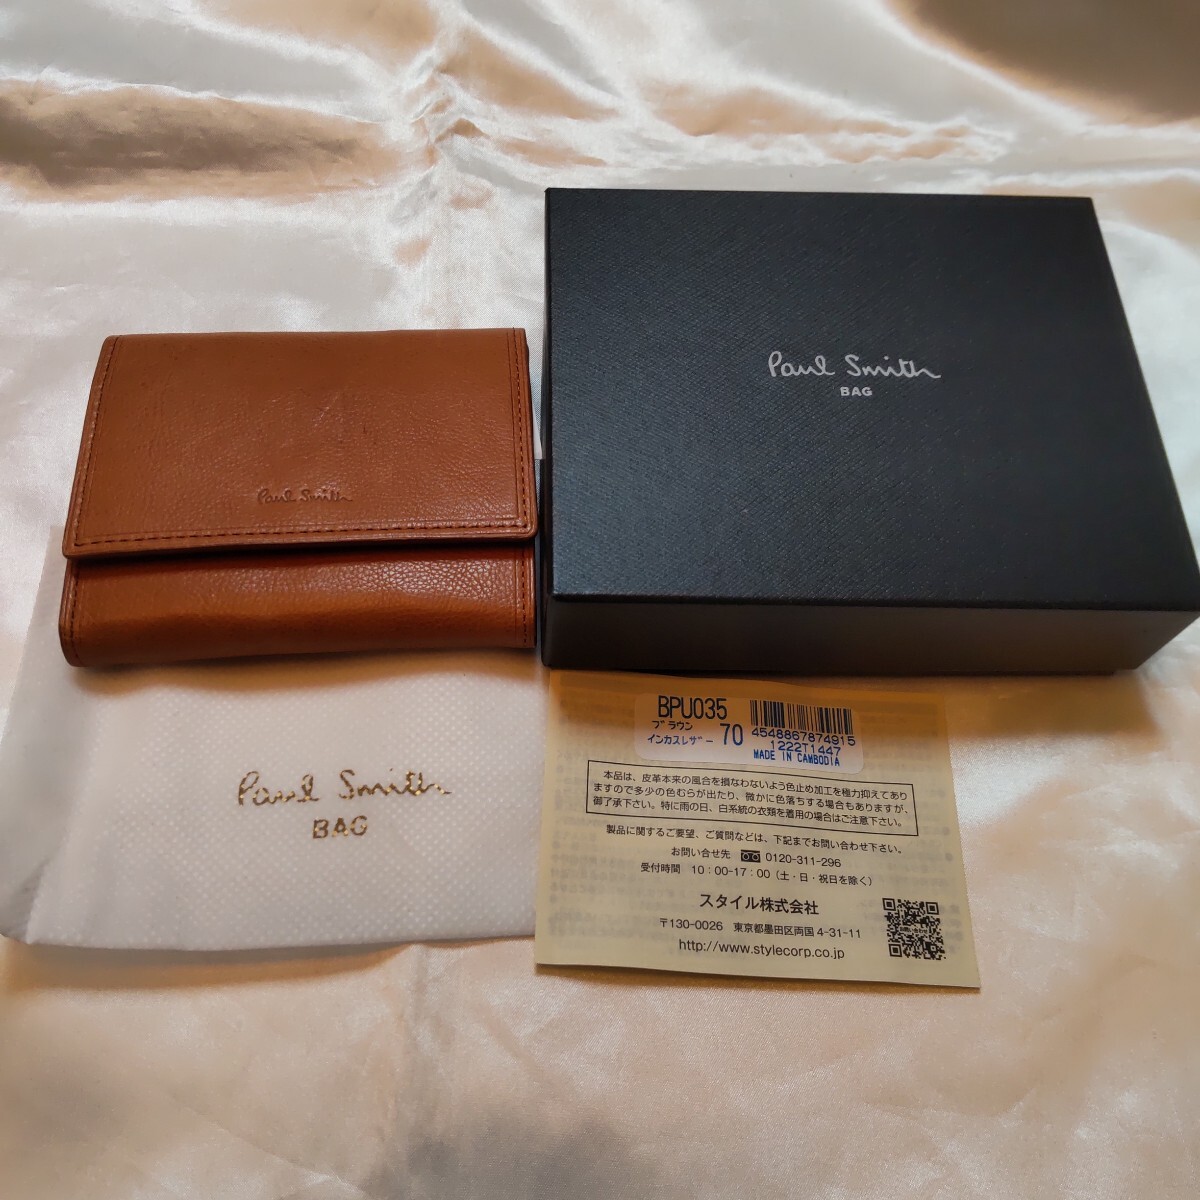 Paul Smith
BAG
Paul Smith
Paul Smith
BAG
BPU035
ブラウン
インカスレザー 70
4548867874915
1222T1447
MADE IN CAMBODIA
本品は、皮革本来の風合を損なわないよう色止め加工を極力抑えてあり
ますので多少の色むらが出たり、微かに色落ちする場合もありますが、
御了承下さい。特に雨の日、白系統の衣類を着用の場合はご注意下さい。
製品に関するご要望、ご質問などは、下記までお問い合わせ下さい。
お問い合せ先 0120-311-296
受付時間 10:00-17:00（土・日・祝日を除く）
スタイル株式会社
〒130-0026 東京都墨田区両国 4-31-11
http://www.stylecorp.co.jp